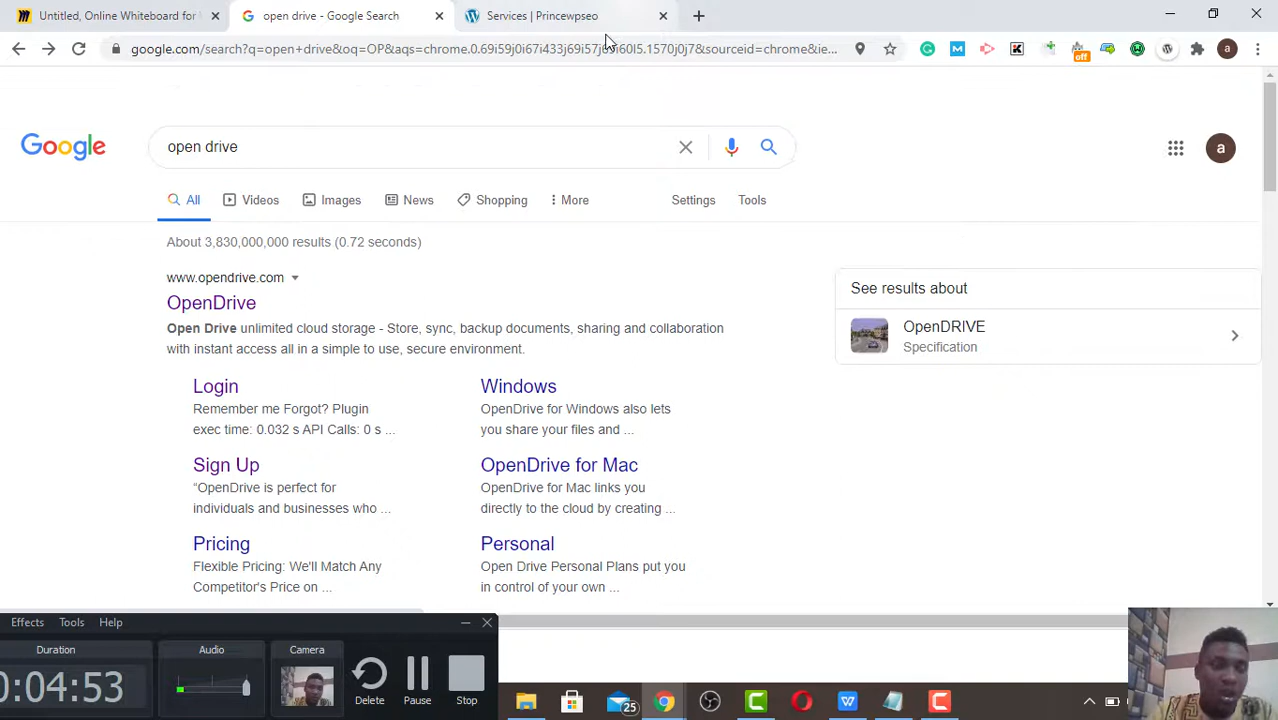 Untitled, Online Whiteboard for
open drive - Google Search
Services | Princewpseo
google.com/search?q=open+drive&oq=OP&aqs=chrome.0.69i59j0i67i433j69i57j
i60l5.1570j0j7&sourceid=chrome&ie...
off
a
Google
open drive
a
All
Videos
Images
News
Shopping
More
Settings
Tools
About 3,830,000,000 results (0.72 seconds)
www.opendrive.com
OpenDrive
Open Drive unlimited cloud storage - Store, sync, backup documents, sharing and collaboration
with instant access all in a simple to use, secure environment.
See results about
OpenDRIVE
Specification
Login
Remember me Forgot? Plugin
exec time: 0.032 s API Calls: 0 s ...
Windows
OpenDrive for Windows also lets
you share your files and ...
Sign Up
“OpenDrive is perfect for
individuals and businesses who ...
OpenDrive for Mac
OpenDrive for Mac links you
directly to the cloud by creating ...
Pricing
Flexible Pricing: We'll Match Any
Competitor's Price on ...
Personal
Open Drive Personal Plans put you
in control of your own ...
Effects
Tools
Help
Duration
Audio
Camera
0:04:53
Delete
Pause
Stop
25